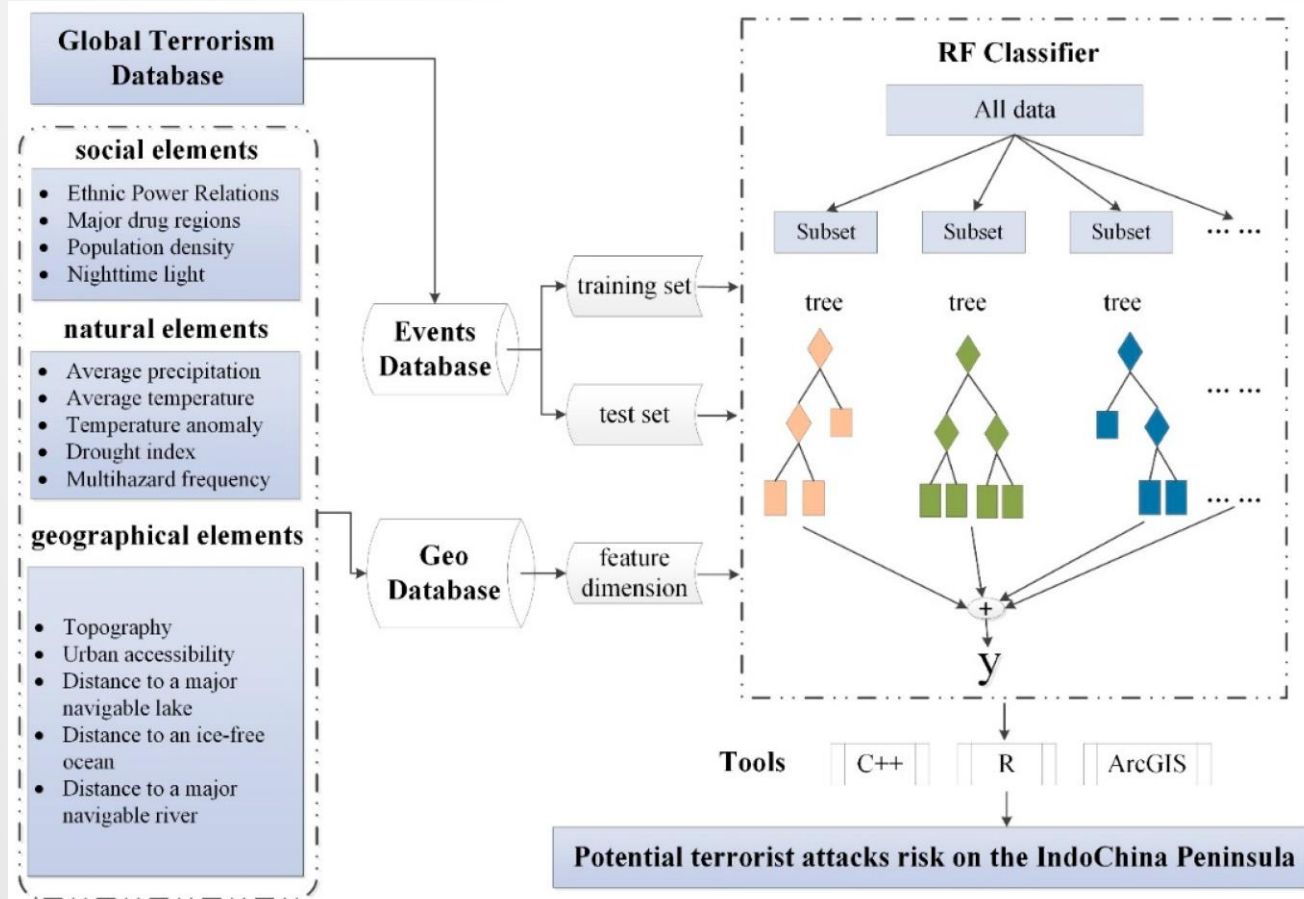 Global Terrorism
Database
social elements
• Ethnic Power Relations
• Major drug regions
• Population density
• Nighttime light
natural elements
• Average precipitation
• Average temperature
• Temperature anomaly
• Drought index
• Multihazard frequency
geographical elements
• Topography
• Urban accessibility
• Distance to a major
navigable lake
• Distance to an ice-free
ocean
• Distance to a major
navigable river
Events
Database
Geo
Database
training set
test set
feature
dimension
RF Classifier
All data
Subset
Subset
Subset
... ...
tree
tree
tree
... ...
... ...
+
y
Tools
C++
R
ArcGIS
Potential terrorist attacks risk on the IndoChina Peninsula